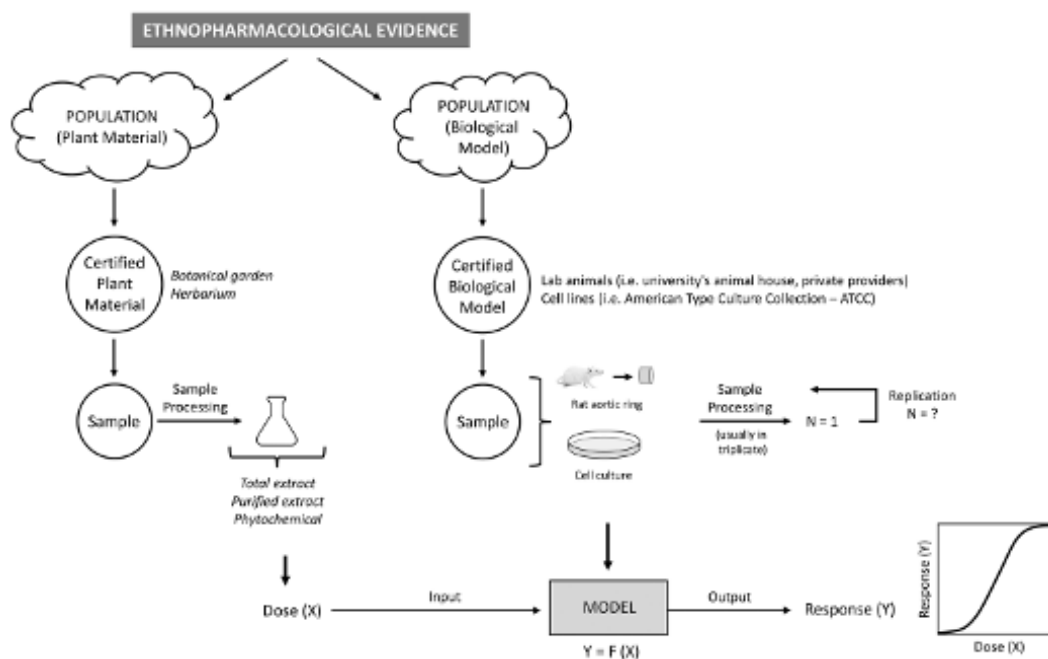 ETHNOPHARMACOLOGICAL EVIDENCE
POPULATION
(Plant Material)
POPULATION
(Biological
Model)
Certified
Plant
Material
Botanical garden
Herbarium
Certified
Biological
Model
Lab animals (i.e. university's animal house, private providers)
Cell lines (i.e. American Type Culture Collection – ATCC)
Sample
Sample
Processing
Total extract
Purified extract
Phytochemical
Sample
Rat aortic ring
Cell culture
Sample
Processing
(usually in
triplicate)
N = 1
Replication
N = ?
Dose (X)
Input
MODEL
Y = F (X)
Output
Response (Y)
Response (Y)
Dose (X)